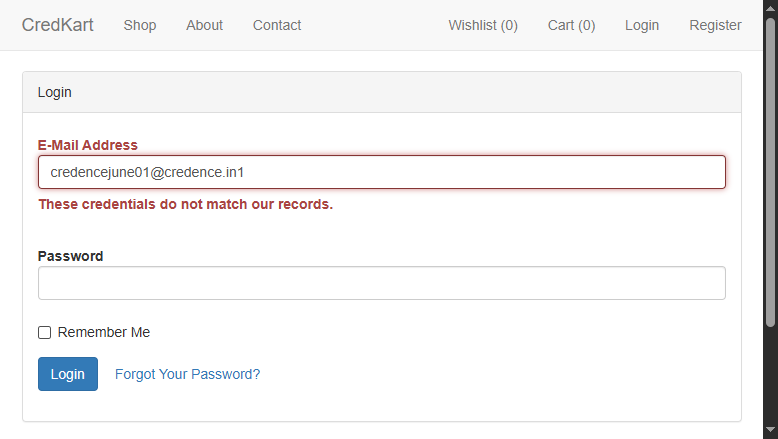 CredKart Shop About Contact Wishlist (0) Cart (0) Login Register
Login
E-Mail Address
credencejune01@credence.in1
These credentials do not match our records.
Password
Remember Me
Login Forgot Your Password?